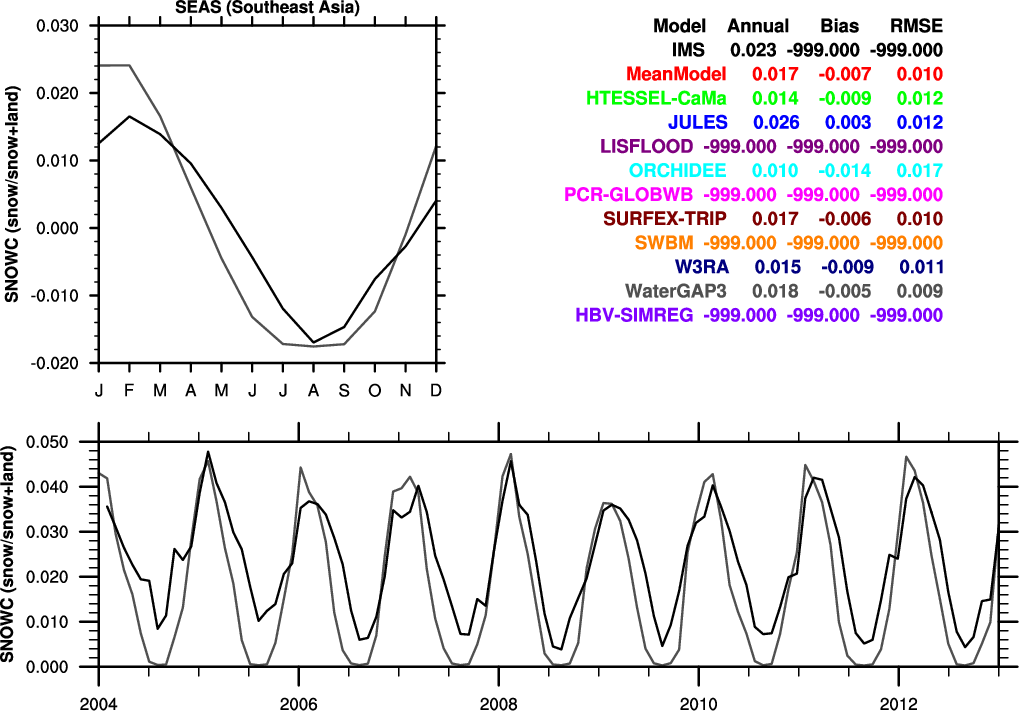 SEAS (Southeast Asia)
0.030
0.020
0.010
0.000
-0.010
-0.020
SNOWC (snow/snow+land)
J F M A M J J A S O N D
Model Annual Bias RMSE
IMS 0.023 -999.000 -999.000
MeanModel 0.017 -0.007 0.010
HTESSEL-CaMa 0.014 -0.009 0.012
JULES 0.026 0.003 0.012
LISFLOOD -999.000 -999.000 -999.000
ORCHIDEE 0.010 -0.014 0.017
PCR-GLOBWB -999.000 -999.000 -999.000
SURFEX-TRIP 0.017 -0.006 0.010
SWBM -999.000 -999.000 -999.000
W3RA 0.015 -0.009 0.011
WaterGAP3 0.018 -0.005 0.009
HBV-SIMREG -999.000 -999.000 -999.000
0.050
0.040
0.030
0.020
0.010
0.000
SNOWC (snow/snow+land)
2004 2006 2008 2010 2012